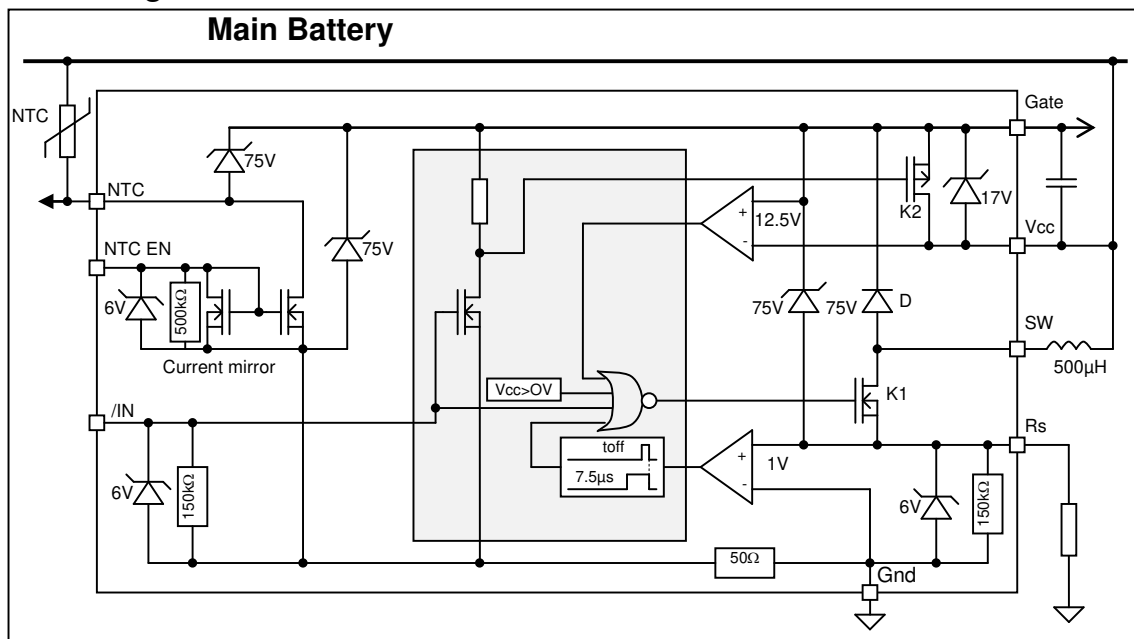 Main Battery
NTC
Gate
75V
NTC
K2
17V
+
12.5V
-
75V
NTC EN
Vcc
6V
500kΩ
75V
75V
D
SW
Current mirror
500µH
Vcc>OV
K1
/IN
Rs
toff
7.5µs
+
1V
-
6V
150kΩ
6V
150kΩ
50Ω
Gnd